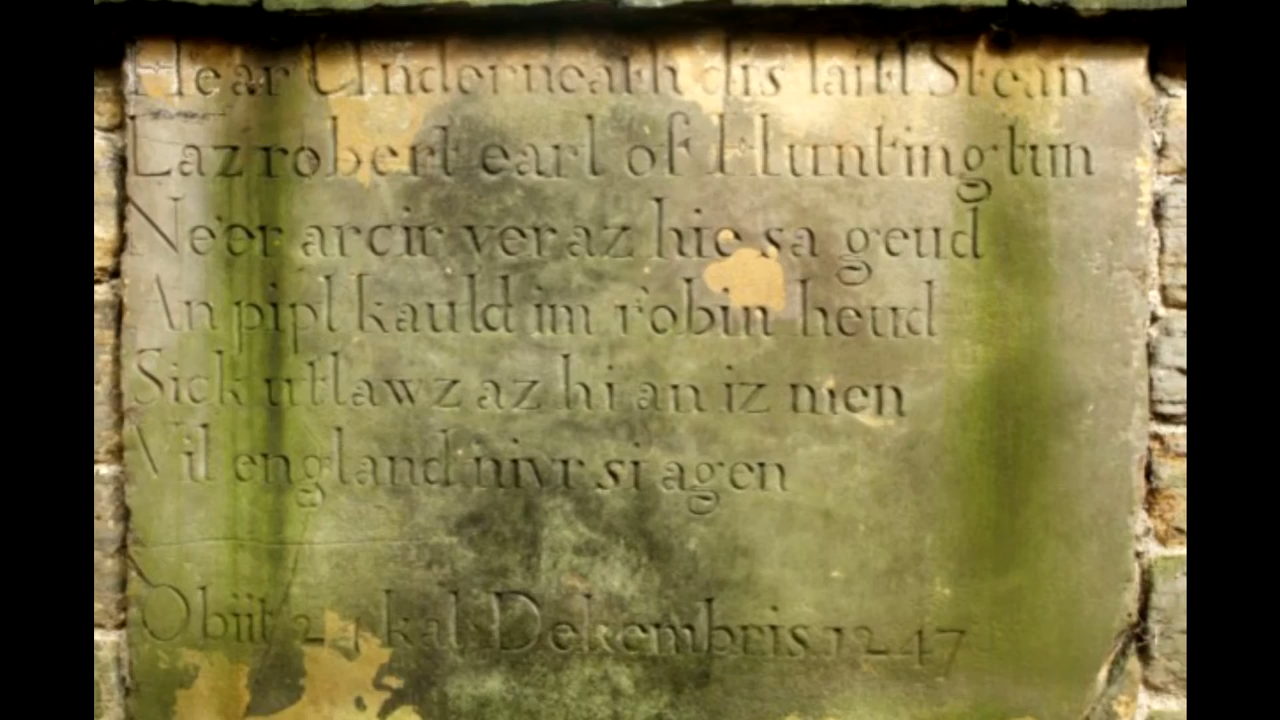 Hear Underneath dis laitl Stean
Laz robert earl of Huntingtun
Ne'er arcir ver az hie sa geud
An pipl kauld im robin heud
Sick utlawz az hi an iz men
Vil england nivr si agen
Obiit 24 kal Dekembris 1247